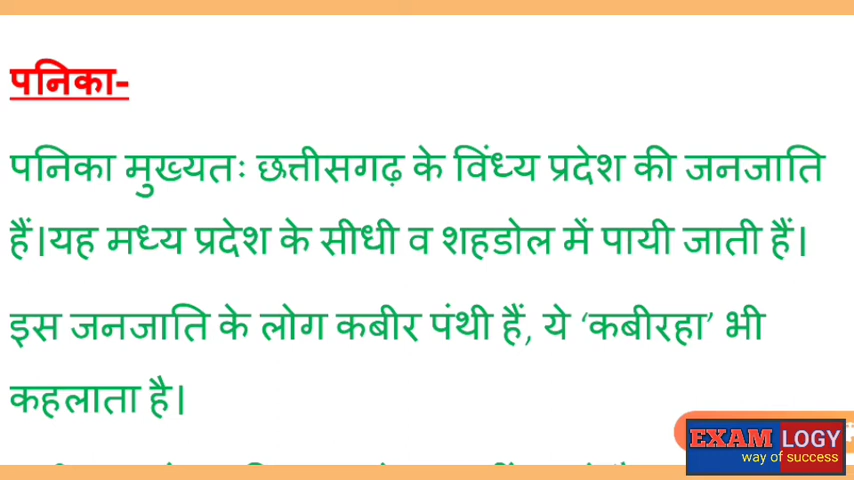 पनिका-
पनिका मुख्यतः छत्तीसगढ़ के विंध्य प्रदेश की जनजाति
हैं।यह मध्य प्रदेश के सीधी व शहडोल में पायी जाती हैं।
इस जनजाति के लोग कबीर पंथी हैं, ये ‘कबीरहा’ भी
कहलाता है।
EXAM LOGY
way of success